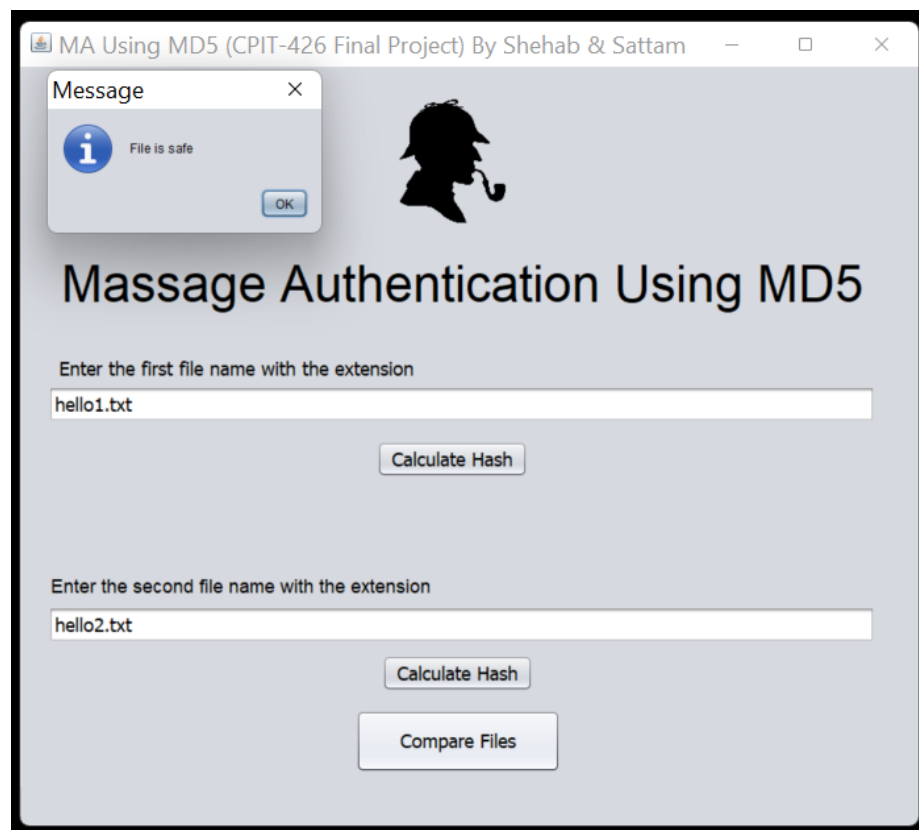 MA Using MD5 (CPIT-426 Final Project) By Shehab & Sattam
Message
File is safe
OK
Massage Authentication Using MD5
Enter the first file name with the extension
hello1.txt
Calculate Hash
Enter the second file name with the extension
hello2.txt
Calculate Hash
Compare Files